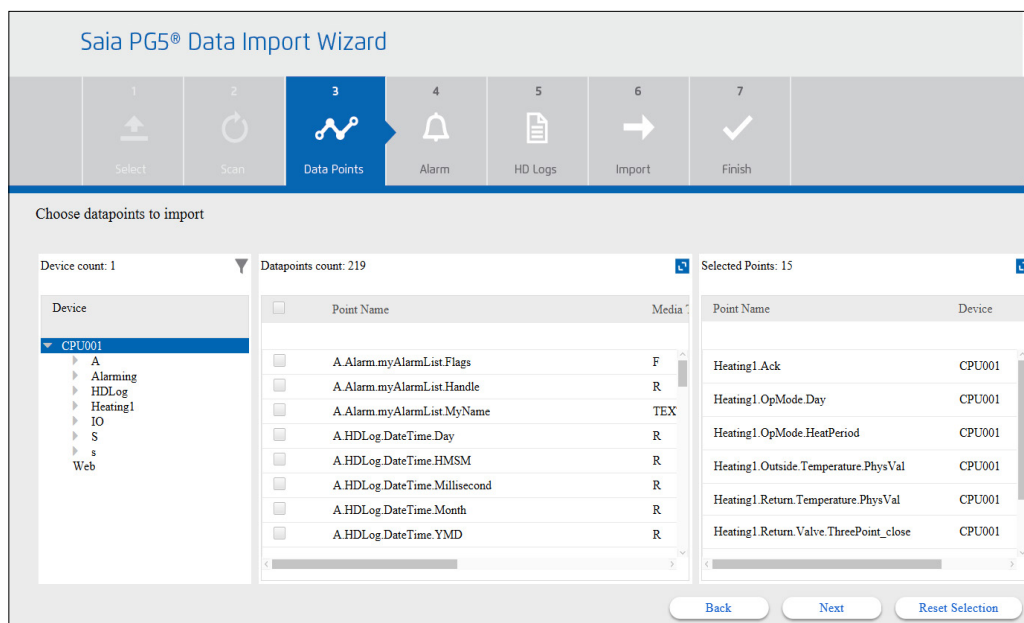 Saia PG5® Data Import Wizard
1 2 3 4 5 6 7
Select Scan Data Points Alarm HD Logs Import Finish
Choose datapoints to import
Device count: 1
Device
CPU001
A
Alarming
HDLog
Heating1
IO
S
s
Web
Datapoints count: 219
Point Name Media
A.Alarm.myAlarmList.Flags F
A.Alarm.myAlarmList.Handle R
A.Alarm.myAlarmList.MyName TEX
A.HDLog.DateTime.Day R
A.HDLog.DateTime.HMSM R
A.HDLog.DateTime.Millisecond R
A.HDLog.DateTime.Month R
A.HDLog.DateTime.YMD R
Selected Points: 15
Point Name Device
Heating1.Ack CPU001
Heating1.OpMode.Day CPU001
Heating1.OpMode.HeatPeriod CPU001
Heating1.Outside.Temperature.PhysVal CPU001
Heating1.Return.Temperature.PhysVal CPU001
Heating1.Return.Valve.ThreePoint_close CPU001
Back Next Reset Selection